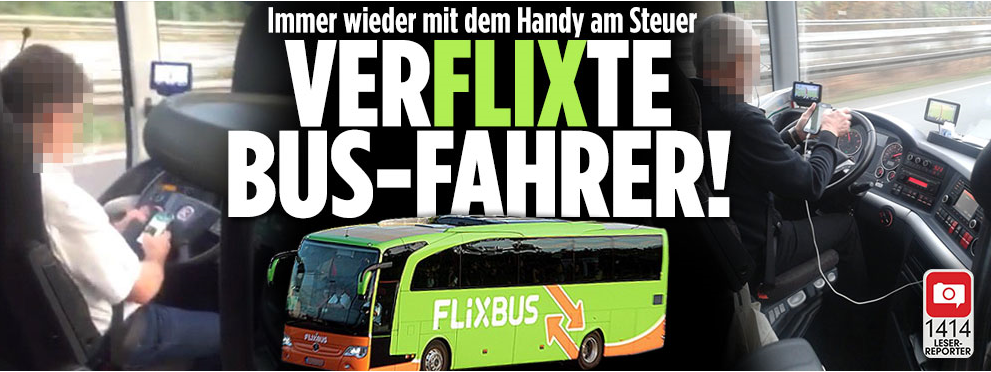 Immer wieder mit dem Handy am Steuer
VERFLIXTE
BUS-FAHRER!
FLIXBUS
1414
LESER-
REPORTER